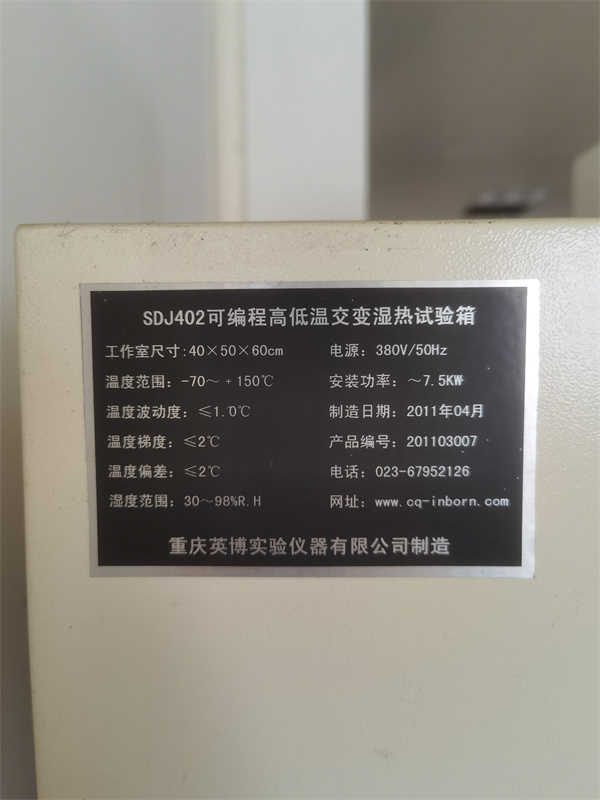 SDJ402可编程高低温交变湿热试验箱
工作室尺寸:40×50×60cm 电源：380V/50Hz
温度范围：-70～﹢150℃ 安装功率：～7.5KW
温度波动度：≤1.0℃ 制造日期：2011年04月
温度梯度：≤2℃ 产品编号：201103007
温度偏差：≤2℃ 电话：023-67952126
湿度范围：30～98%R.H 网址：www.cq-inborn.com
重庆英博实验仪器有限公司制造